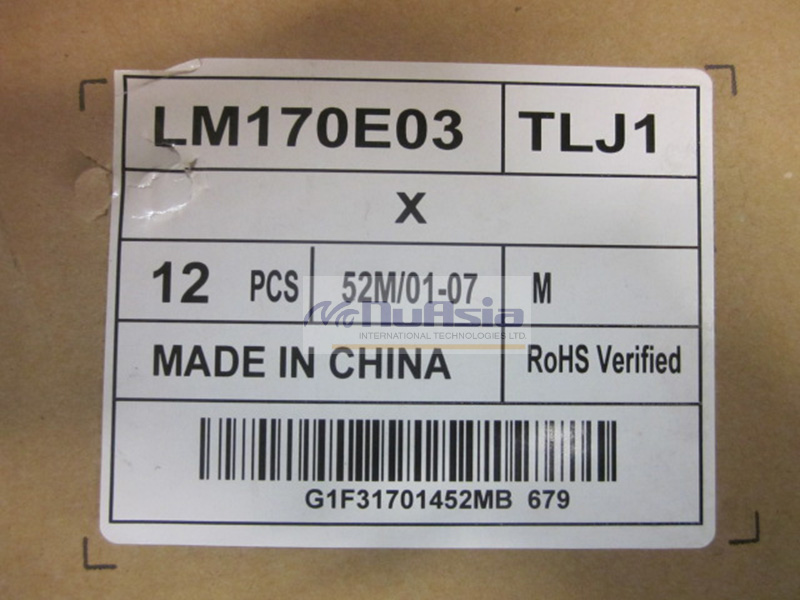 LM170E03 TLJ1
X
12 PCS 52M/01-07 M
NuAsia
INTERNATIONAL TECHNOLOGIES LTD.
MADE IN CHINA RoHS Verified
G1F31701452MB 679